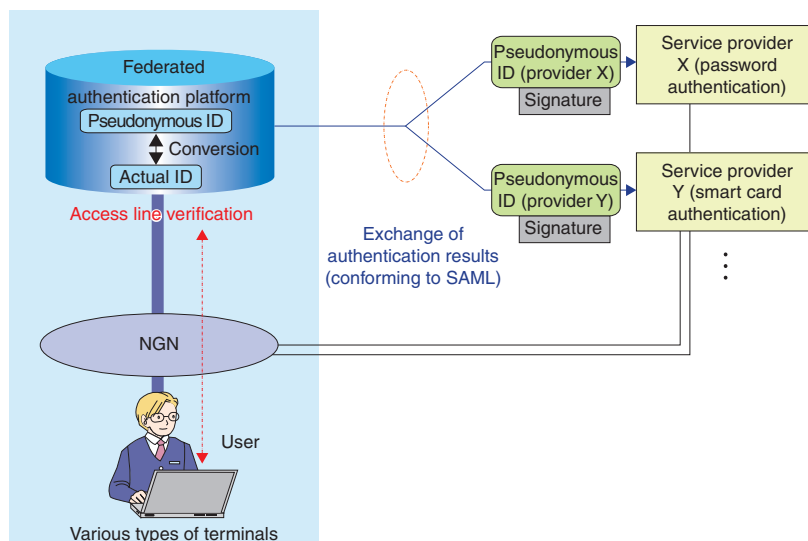 Federated
authentication platform
Pseudonymous ID
Conversion
Actual ID
Access line verification
NGN
User
Various types of terminals
Exchange of
authentication results
(conforming to SAML)
Pseudonymous
ID (provider X)
Signature
Service provider
X (password
authentication)
Pseudonymous
ID (provider Y)
Signature
Service provider
Y (smart card
authentication)